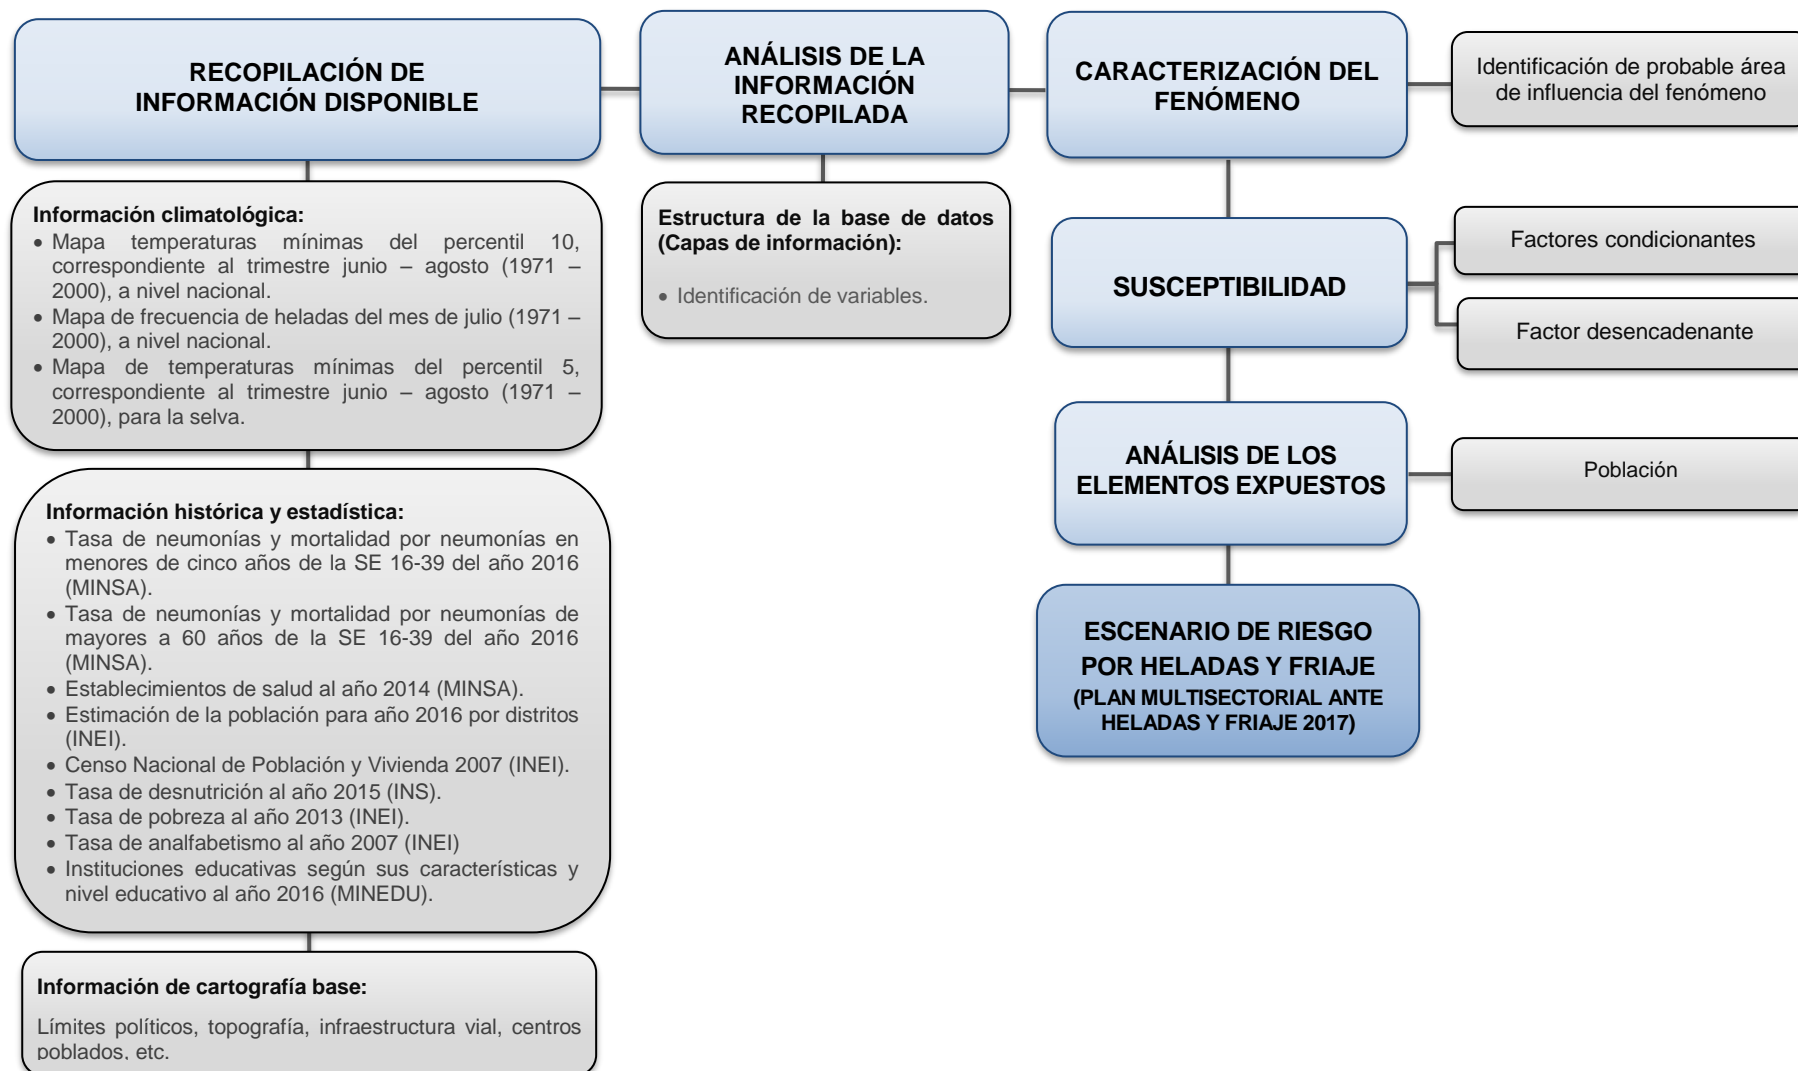 RECOPILACIÓN DE
INFORMACIÓN DISPONIBLE
Información climatológica:
• Mapa temperaturas mínimas del percentil 10,
correspondiente al trimestre junio – agosto (1971 –
2000), a nivel nacional.
• Mapa de frecuencia de heladas del mes de julio (1971 –
2000), a nivel nacional.
• Mapa de temperaturas mínimas del percentil 5,
correspondiente al trimestre junio – agosto (1971 –
2000), para la selva.
Información histórica y estadística:
• Tasa de neumonías y mortalidad por neumonías en
menores de cinco años de la SE 16-39 del año 2016
(MINSA).
• Tasa de neumonías y mortalidad por neumonías de
mayores a 60 años de la SE 16-39 del año 2016
(MINSA).
• Establecimientos de salud al año 2014 (MINSA).
• Estimación de la población para año 2016 por distritos
(INEI).
• Censo Nacional de Población y Vivienda 2007 (INEI).
• Tasa de desnutrición al año 2015 (INS).
• Tasa de pobreza al año 2013 (INEI).
• Tasa de analfabetismo al año 2007 (INEI)
• Instituciones educativas según sus características y
nivel educativo al año 2016 (MINEDU).
Información de cartografía base:
Límites políticos, topografía, infraestructura vial, centros
poblados, etc.
ANÁLISIS DE LA
INFORMACIÓN
RECOPILADA
Estructura de la base de datos
(Capas de información):
• Identificación de variables.
CARACTERIZACIÓN DEL
FENÓMENO
Identificación de probable área
de influencia del fenómeno
SUSCEPTIBILIDAD
Factores condicionantes
Factor desencadenante
ANÁLISIS DE LOS
ELEMENTOS EXPUESTOS
Población
ESCENARIO DE RIESGO
POR HELADAS Y FRIAJE
(PLAN MULTISECTORIAL ANTE
HELADAS Y FRIAJE 2017)